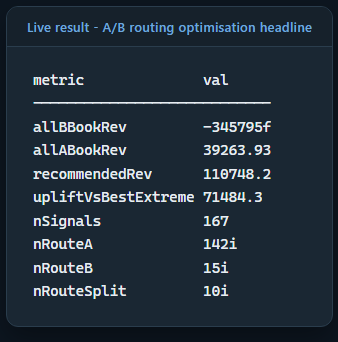 Live result - A/B routing optimisation headline
metric val
----------------------------
allBBookRev -345795f
allABookRev 39263.93
recommendedRev 110748.2
upliftVsBestExtreme 71484.3
nSignals 167
nRouteA 142i
nRouteB 15i
nRouteSplit 10i